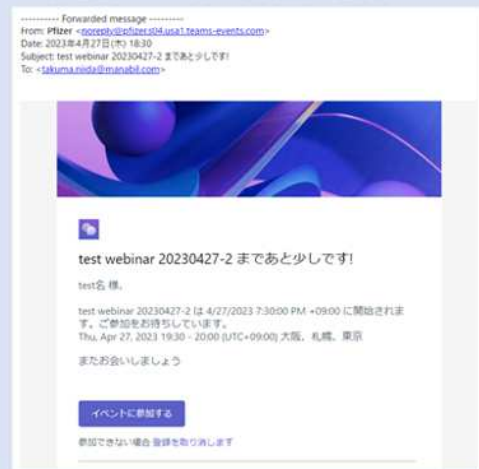 ---------- Forwarded message ---------
From: Pfizer <noreply@pfizer.s04.usa1.teams-events.com>
Date: 2023年4月27日(木) 18:30
Subject: test webinar 20230427-2 まであと少しです!
To: <takuma.niida@manabil.com>
test webinar 20230427-2 まであと少しです!
test名 様、
test webinar 20230427-2 は 4/27/2023 7:30:00 PM +09:00 に開始されま
す。ご参加をお待ちしています。
Thu, Apr 27, 2023 19:30 - 20:00 (UTC+09:00) 大阪、札幌、東京
またお会いしましょう
イベントに参加する
参加できない場合 登録を取り消します